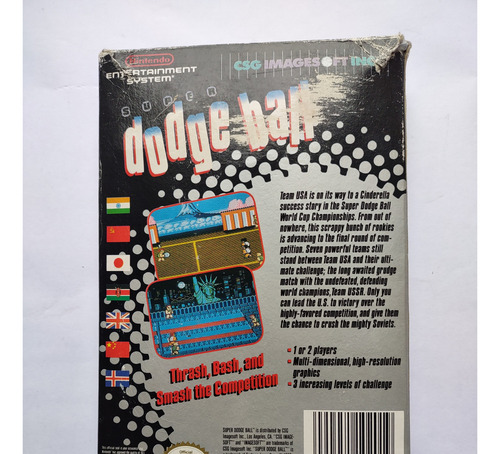 Nintendo
ENTERTAINMENT
SYSTEM
CSG IMAGESOFT INC.
SUPER
dodge ball
Team USA is on its way to a Cinderella
success story in the Super Dodge Ball
World Cup Championships. From out of
nowhere, this scrappy bunch of rookies
is advancing to the final round of com-
petition. Seven powerful teams still
stand between Team USA and their ulti-
mate challenge; the long awaited grudge
match with the undefeated, defending
world champions, Team USSR. Only you
can lead the U.S. to victory over the
highly-favored competition, and give them
the chance to crush the mighty Soviets.
Thrash, Bash, and
Smash the Competition
• 1 or 2 players
• Multi-dimensional, high-resolution
graphics
• 3 increasing levels of challenge
SUPER DODGE BALL™ is distributed by CSG
Imagesoft Inc., Los Angeles, CA. "CSG IMAGE
SOFT" and "IMAGESOFT" are trademarks of
CSG Imagesoft Inc. "SUPER DODGE BALL" is